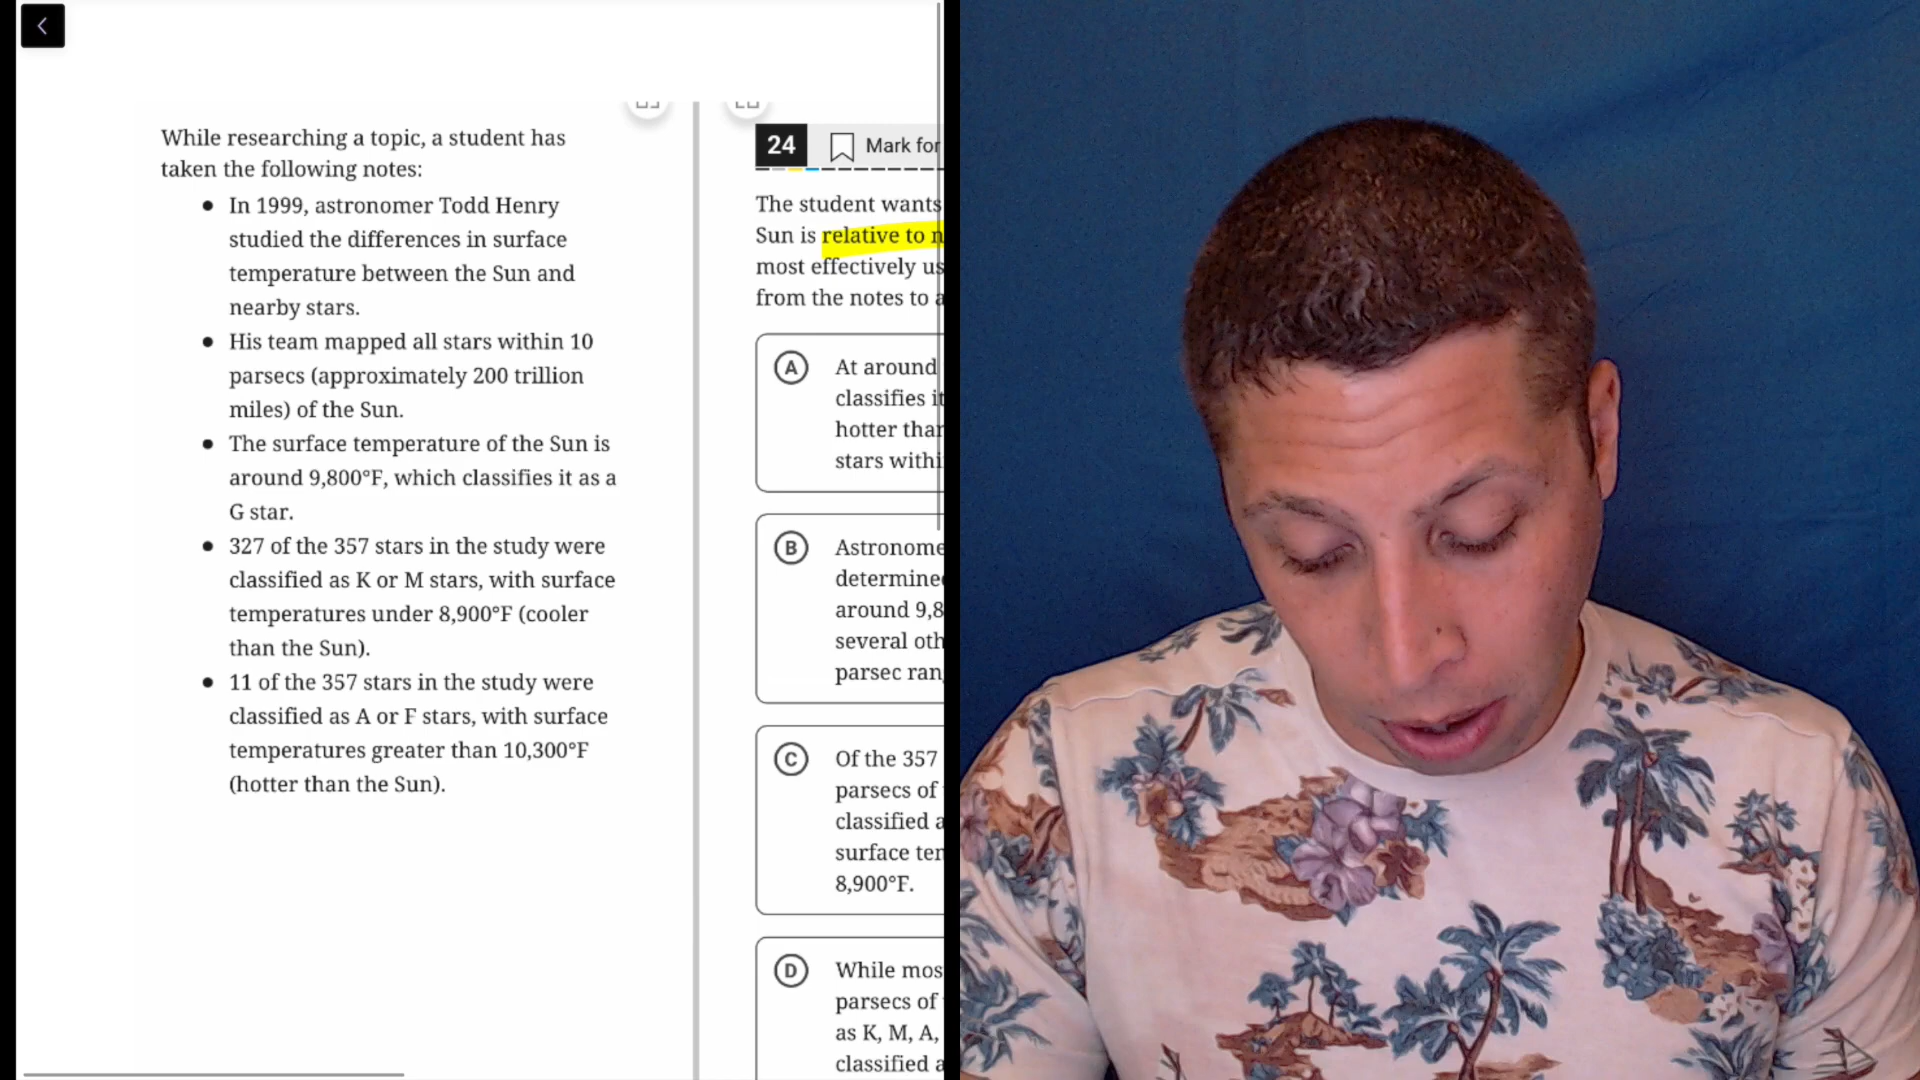 While researching a topic, a student has
taken the following notes:
● In 1999, astronomer Todd Henry
studied the differences in surface
temperature between the Sun and
nearby stars.
● His team mapped all stars within 10
parsecs (approximately 200 trillion
miles) of the Sun.
● The surface temperature of the Sun is
around 9,800°F, which classifies it as a
G star.
● 327 of the 357 stars in the study were
classified as K or M stars, with surface
temperatures under 8,900°F (cooler
than the Sun).
● 11 of the 357 stars in the study were
classified as A or F stars, with surface
temperatures greater than 10,300°F
(hotter than the Sun).
24 Mark for
The student wants
Sun is relative to n
most effectively us
from the notes to a
A At around
classifies it
hotter than
stars withi
B Astronome
determined
around 9,8
several oth
parsec ran
C Of the 357
parsecs of
classified a
surface ten
8,900°F.
D While mos
parsecs of
as K, M, A,
classified a